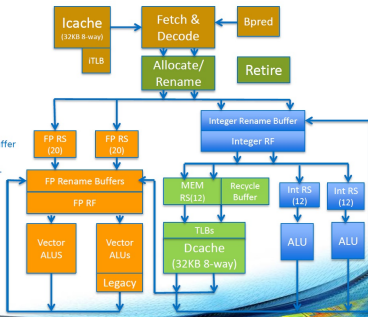 Icache
(32KB 8-way)
iTLB
Fetch &
Decode
Bpred
Allocate/
Rename
Retire
Integer Rename Buffer
Integer RF
uffer
FP RS
(20)
FP RS
(20)
FP Rename Buffers
FP RF
MEM
RS(12)
Recycle
Buffer
Int RS
(12)
Int RS
(12)
TLBs
Dcache
(32KB 8-way)
Vector
ALUS
Vector
ALUs
Legacy
ALU
ALU